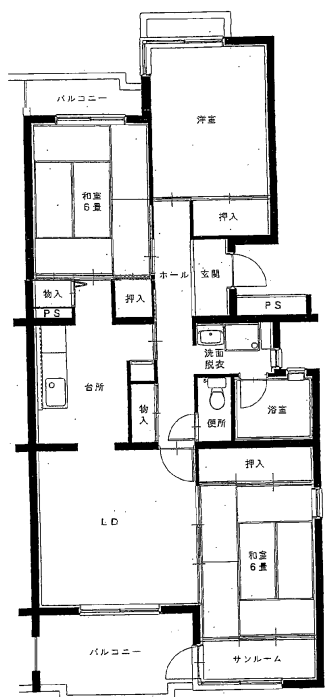 バルコニー
洋室
和室
6畳
押入
ホール
玄関
物入
押入
PS
PS
洗面
脱衣
台所
物
入
便所
浴室
押入
LD
和室
6畳
バルコニー
サンルーム